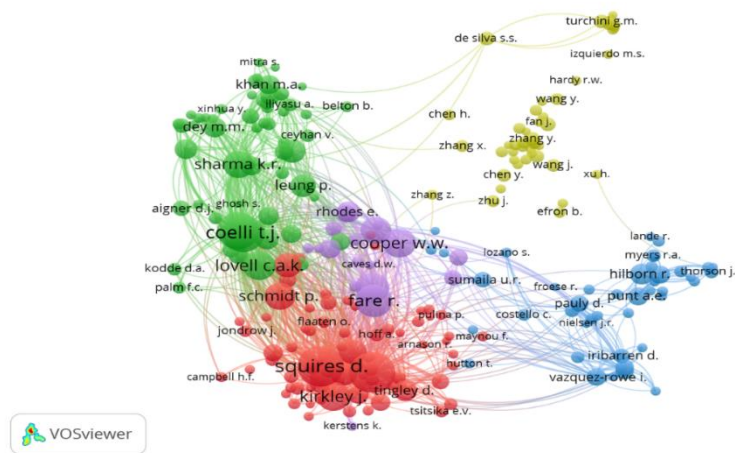 turchini g.m.
de silva s.s.
izquierdo m.s.
mitra s.
hardy r.w.
khan m.a.
wang y.
xinhua y.
iliyasu a.
belton b.
chen h.
fan j.
dey m.m.
ceyhan v.
zhang x.
zhang y.
sharma k.r.
wang j.
leung p.
chen y.
xu h.
zhang z.
ghosh s.
zhu j.
aigner d.j.
rhodes e.
efron b.
coelli t.j.
cooper w.w.
lande r.
lozano s.
myers r.a.
lovell c.a.k.
caves d.w.
kodde d.a.
hilborn r.
thorson j.
sumaila u.r.
froese r.
palm f.c.
schmidt p.
fare r.
pauly d.
punt a.e.
costello c.
flaaten o.
pulina p.
nielsen j.r.
jondrow j.
hoff a.
arnason r.
maynou f.
iribarren d.
hutton t.
squires d.
campbell h.f.
vazquez-rowe i.
kirkley j.
tingley d.
tsitsika e.v.
kerstens k.
VOSviewer